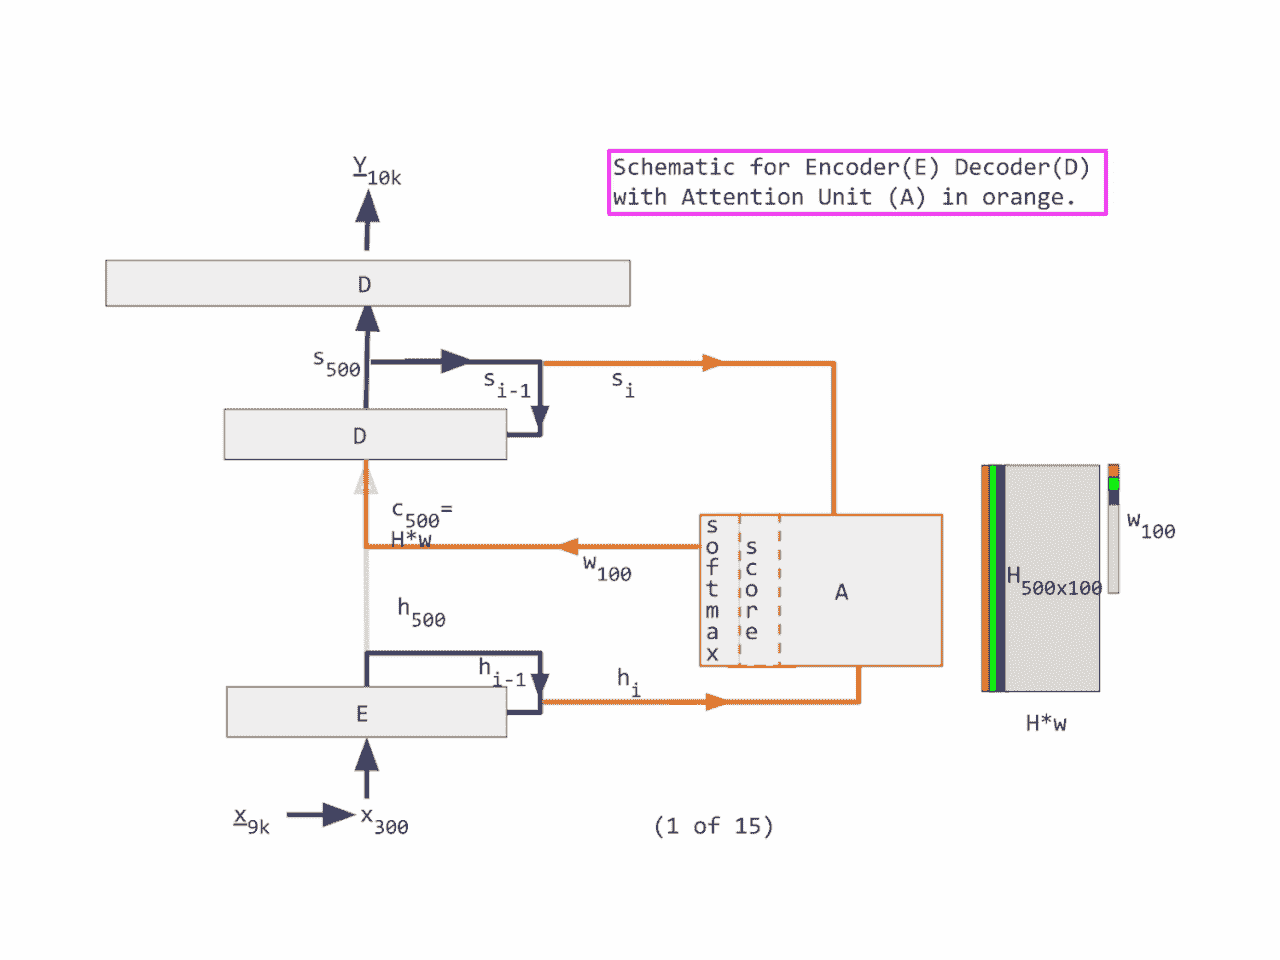 Schematic for Encoder(E) Decoder(D)
with Attention Unit (A) in orange.
Y10k
D
s500
si-1
si
D
c500=
H*w
w100
softmax
score
A
H500x100
w100
H*w
h500
hi-1
hi
E
x9k
x300
(1 of 15)